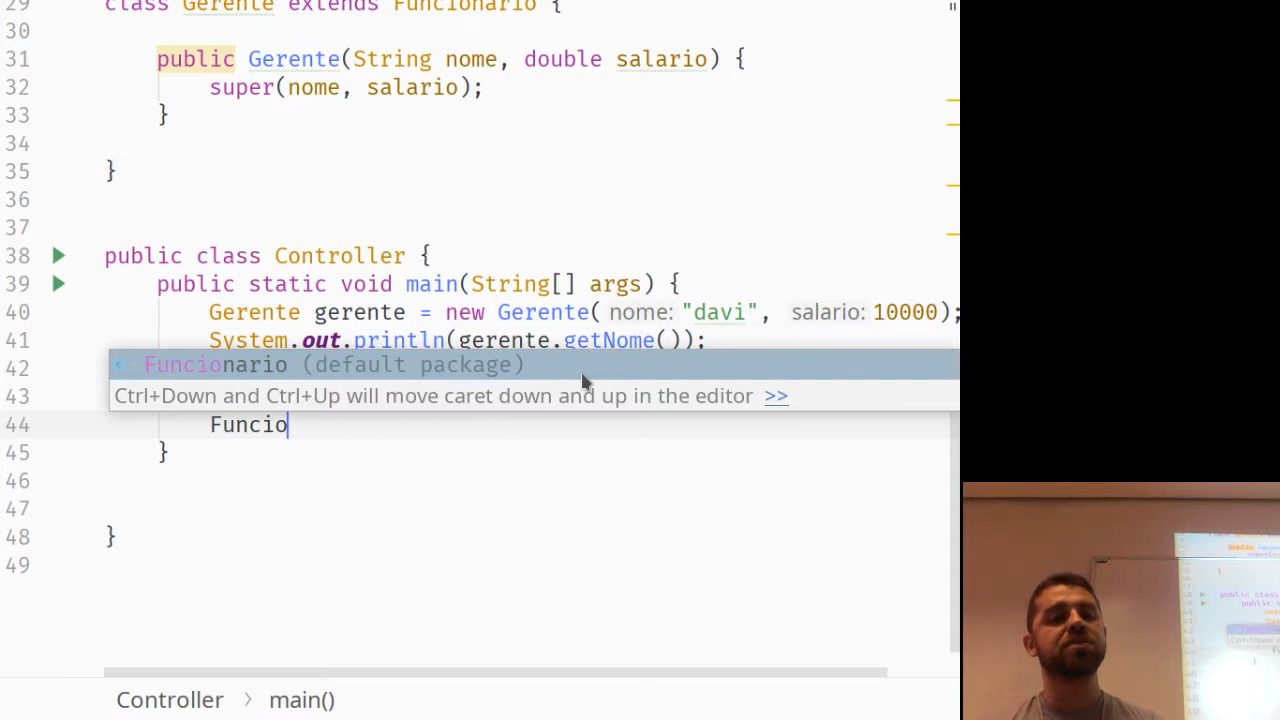 29 class Gerente extends Funcionario {
30
31 public Gerente(String nome, double salario) {
32 super(nome, salario);
33 }
34
35 }
36
37
38 public class Controller {
39 public static void main(String[] args) {
40 Gerente gerente = new Gerente( nome: "davi", salario: 10000);
41 System.out.println(gerente.getNome());
42 Funcionario (default package)
43 Ctrl+Down and Ctrl+Up will move caret down and up in the editor >>
44 Funcio
45 }
46
47
48 }
49
Controller > main()